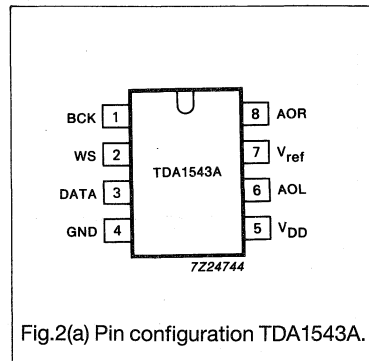 BCK 1 8 AOR
WS 2 7 Vref
TDA1543A
DATA 3 6 AOL
GND 4 5 VDD
7Z24744
Fig.2(a) Pin configuration TDA1543A.